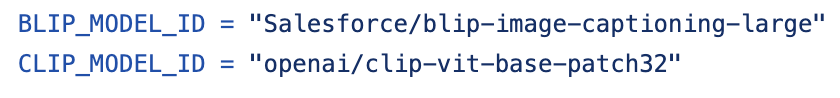 BLIP_MODEL_ID = "Salesforce/blip-image-captioning-large"
CLIP_MODEL_ID = "openai/clip-vit-base-patch32"